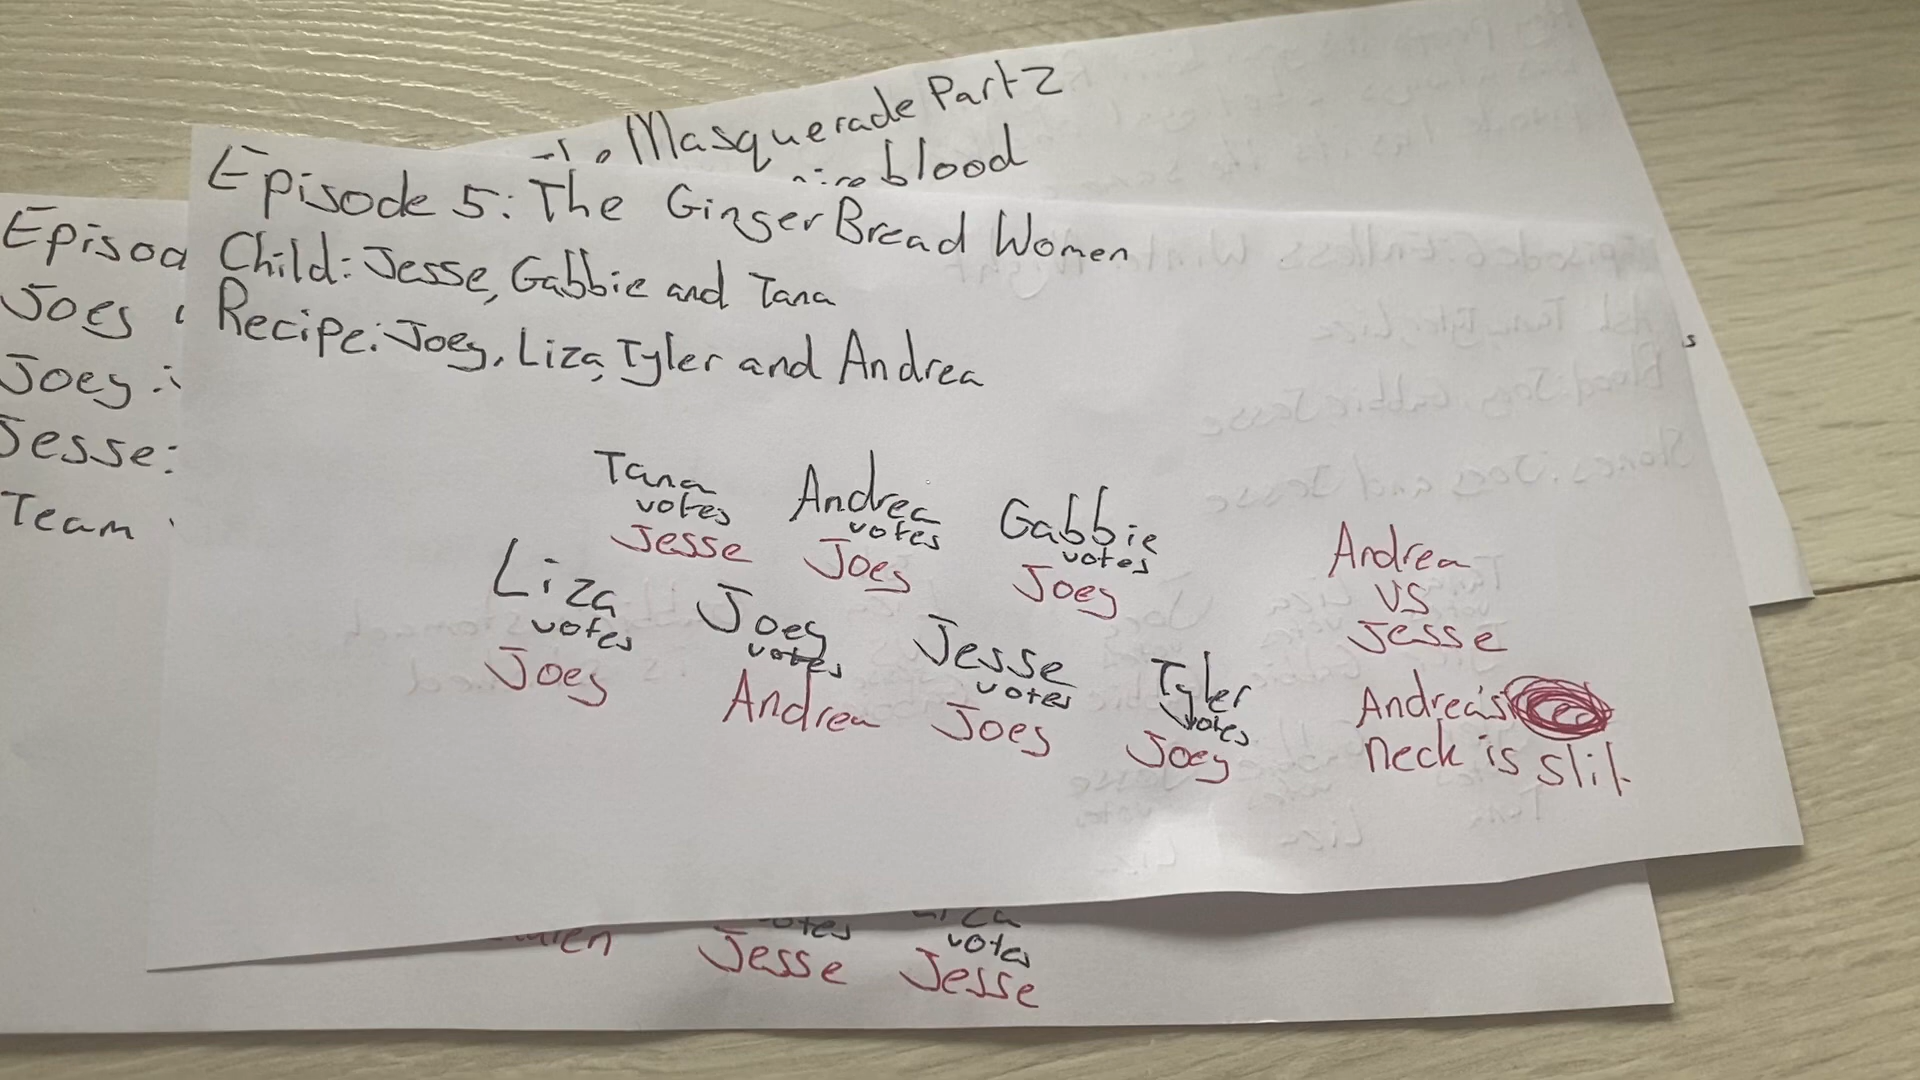 Masquerade Part 2
blood
Episode 5: The GingerBread Women
Child: Jesse, Gabbie and Tana
Recipe: Joey, Liza, Tyler and Andrea
Episod
Joey
Joey :
Jesse:
Team
Tana
votes
Jesse
Andrea
votes
Joey
Gabbie
votes
Joey
Liza
votes
Joey
Joey
votes
Andrea
Jesse
votes
Joey
Tyler
votes
Joey
Andrea
VS
Jesse
Andrea's
neck is slit
votes
Jesse
votes
Jesse